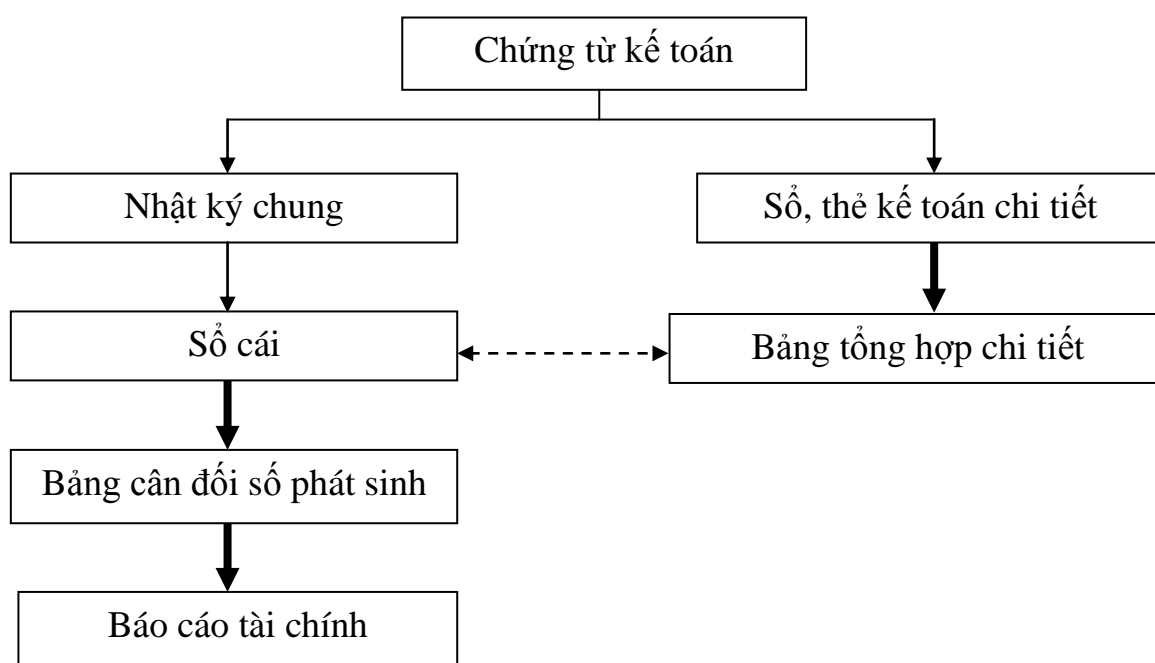 Chứng từ kế toán
Nhật ký chung
Sổ, thẻ kế toán chi tiết
Sổ cái
Bảng tổng hợp chi tiết
Bảng cân đối số phát sinh
Báo cáo tài chính